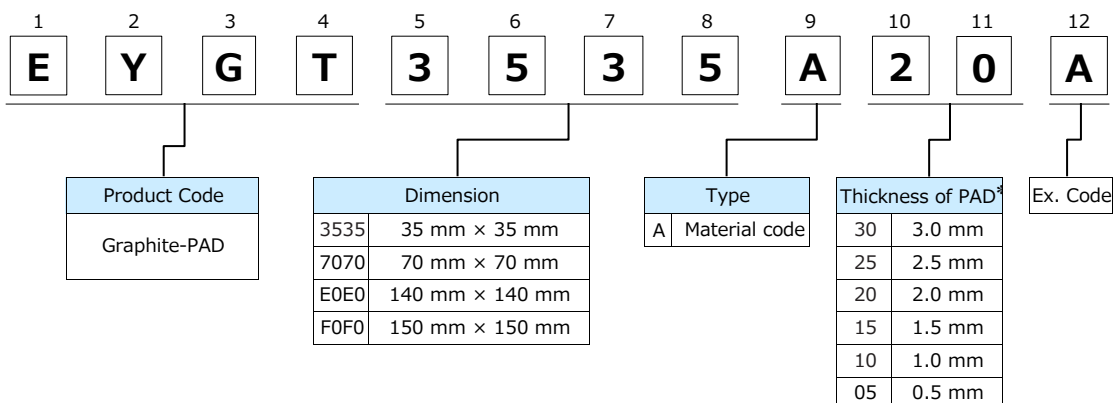 1 2 3 4 5 6 7 8 9 10 11 12
E Y G T 3 5 3 5 A 2 0 A
Product Code
Graphite-PAD
Dimension
3535 35 mm × 35 mm
7070 70 mm × 70 mm
E0E0 140 mm × 140 mm
F0F0 150 mm × 150 mm
Type
A Material code
Thickness of PAD*
30 3.0 mm
25 2.5 mm
20 2.0 mm
15 1.5 mm
10 1.0 mm
05 0.5 mm
Ex. Code